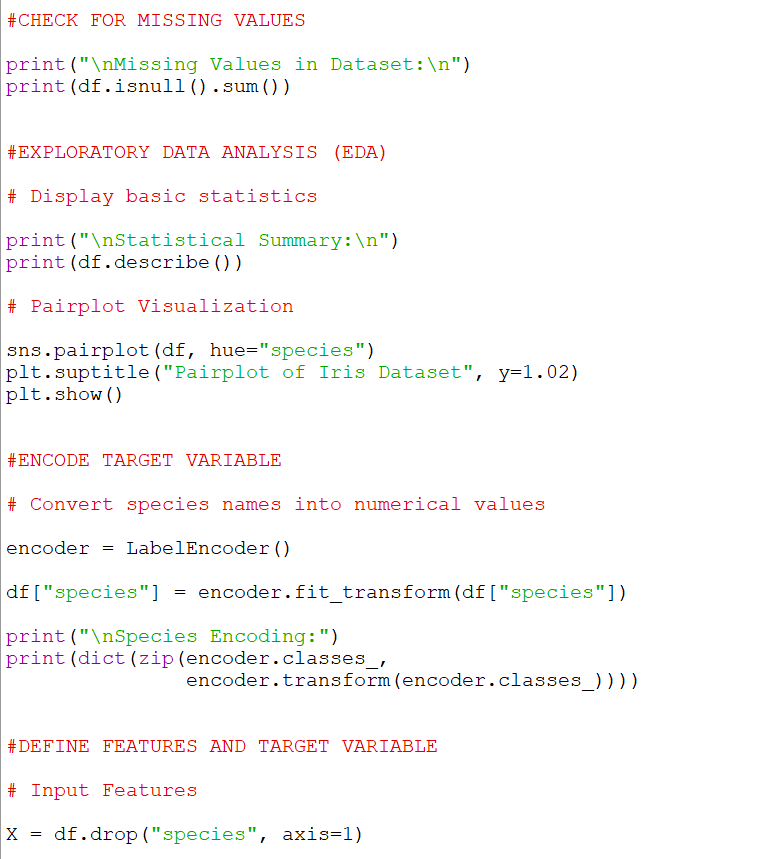 #CHECK FOR MISSING VALUES
print("\nMissing Values in Dataset:\n")
print(df.isnull().sum())
#EXPLORATORY DATA ANALYSIS (EDA)
# Display basic statistics
print("\nStatistical Summary:\n")
print(df.describe())
# Pairplot Visualization
sns.pairplot(df, hue="species")
plt.suptitle("Pairplot of Iris Dataset", y=1.02)
plt.show()
#ENCODE TARGET VARIABLE
# Convert species names into numerical values
encoder = LabelEncoder()
df["species"] = encoder.fit_transform(df["species"])
print("\nSpecies Encoding:")
print(dict(zip(encoder.classes_,
               encoder.transform(encoder.classes_))))
#DEFINE FEATURES AND TARGET VARIABLE
# Input Features
X = df.drop("species", axis=1)